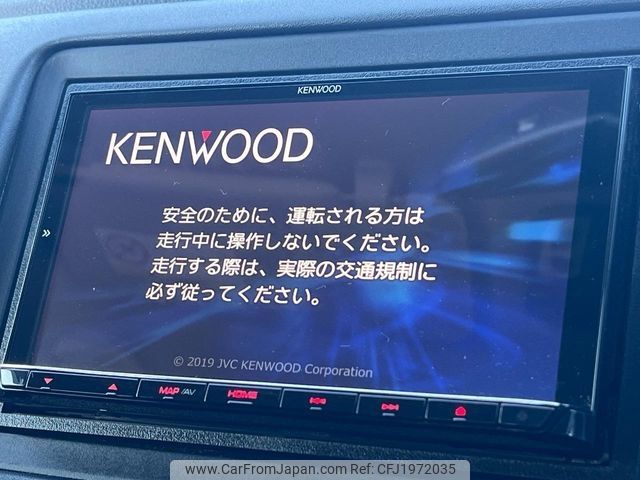 KENWOOD
KENWOOD
安全のために、運転される方は
走行中に操作しないでください。
走行する際は、実際の交通規制に
必ず従ってください。
© 2019 JVC KENWOOD Corporation
MAP/AV
HOME
www.CarFromJapan.com - Photo ID: CFJ1972035